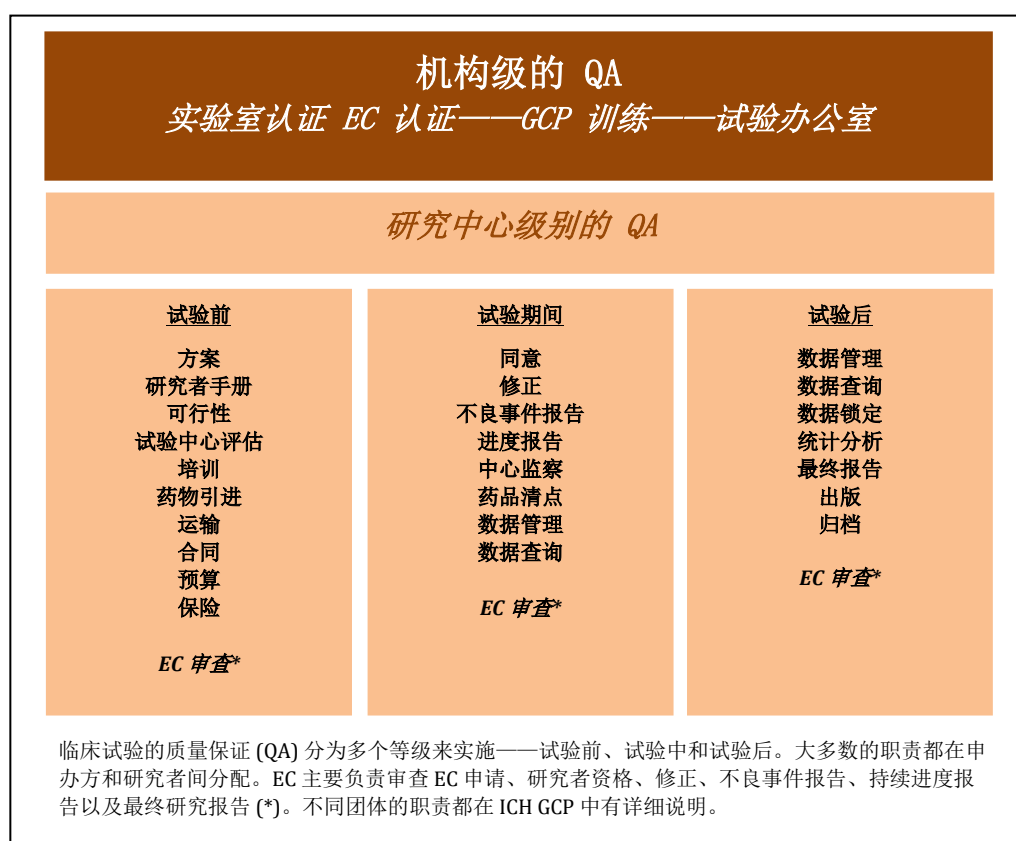 机构级的 QA
实验室认证 EC 认证——GCP 训练——试验办公室
研究中心级别的 QA
试验前
方案
研究者手册
可行性
试验中心评估
培训
药物引进
运输
合同
预算
保险
EC 审查*
试验期间
同意
修正
不良事件报告
进度报告
中心监察
药品清点
数据管理
数据查询
EC 审查*
试验后
数据管理
数据查询
数据锁定
统计分析
最终报告
出版
归档
EC 审查*
临床试验的质量保证 (QA) 分为多个等级来实施——试验前、试验中和试验后。大多数的职责都在申
办方和研究者间分配。EC 主要负责审查 EC 申请、研究者资格、修正、不良事件报告、持续进度报
告以及最终研究报告 (*)。不同团体的职责都在 ICH GCP 中有详细说明。